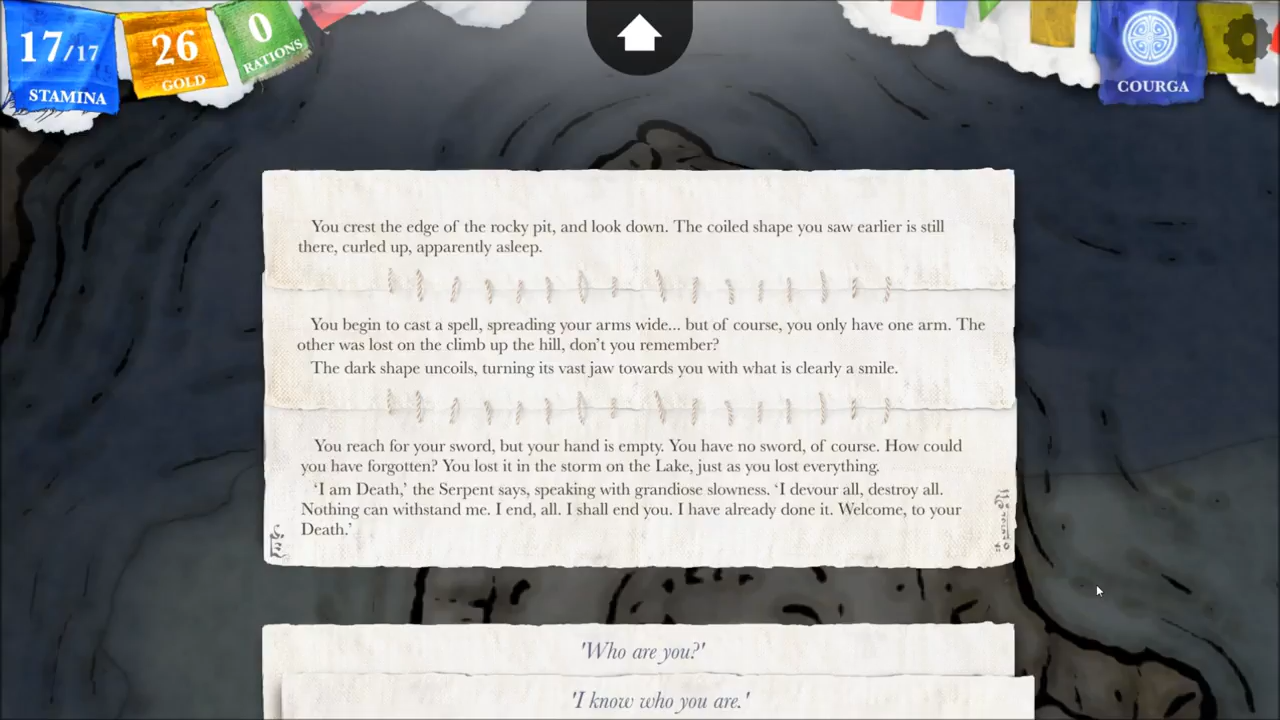 17/17
STAMINA
26
GOLD
0
RATIONS
COURGA
You crest the edge of the rocky pit, and look down. The coiled shape you saw earlier is still
there, curled up, apparently asleep.
You begin to cast a spell, spreading your arms wide... but of course, you only have one arm. The
other was lost on the climb up the hill, don’t you remember?
The dark shape uncoils, turning its vast jaw towards you with what is clearly a smile.
You reach for your sword, but your hand is empty. You have no sword, of course. How could
you have forgotten? You lost it in the storm on the Lake, just as you lost everything.
‘I am Death,’ the Serpent says, speaking with grandiose slowness. ‘I devour all, destroy all.
Nothing can withstand me. I end, all. I shall end you. I have already done it. Welcome, to your
Death.’
'Who are you?'
'I know who you are.'